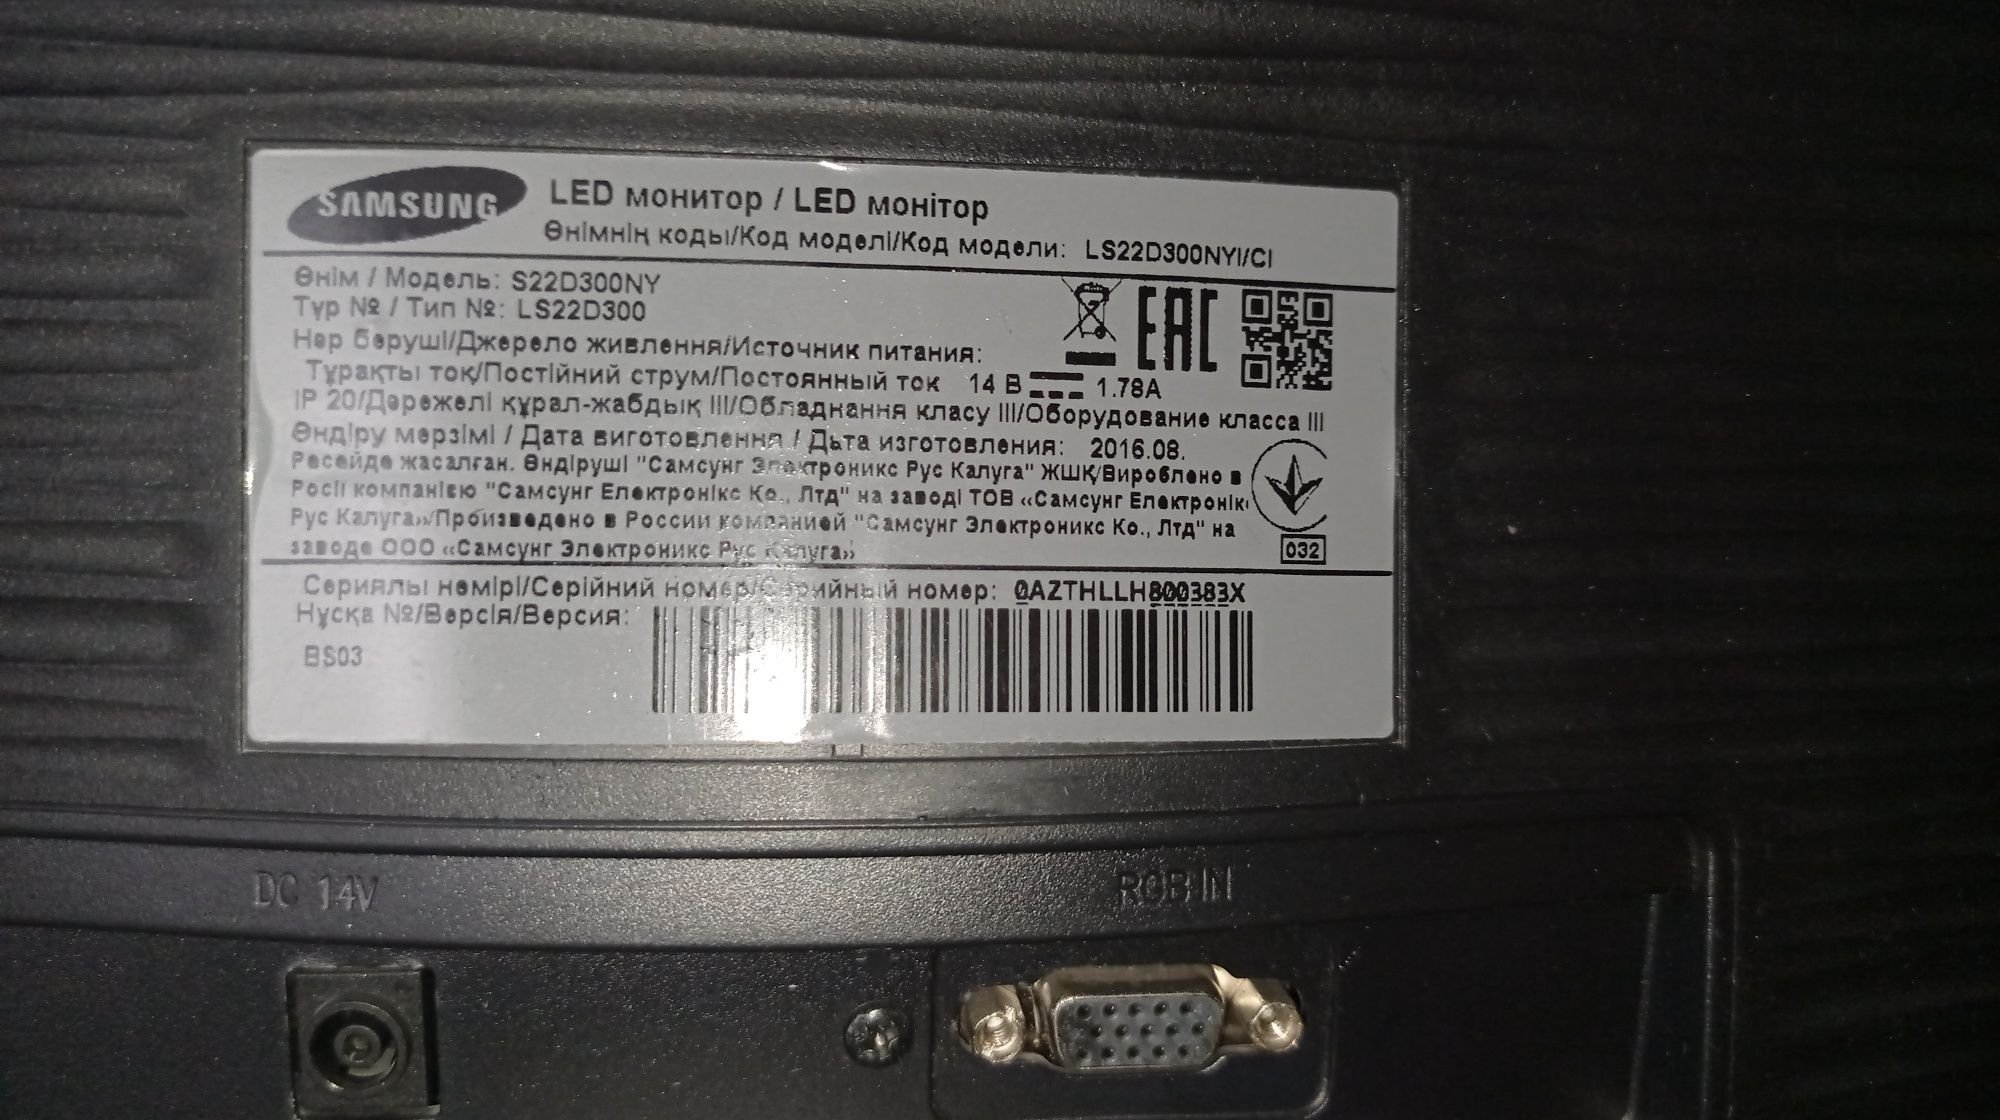 SAMSUNG
LED монитор / LED монітор
Өнімнің коды/Код моделі/Код модели: LS22D300NYI/CI
Өнім / Модель: S22D300NY
Түр № / Тип №: LS22D300
EAC
Нәр беруші/Джерело живлення/Источник питания:
Тұрақты ток/Постійний струм/Постоянный ток 14 В 1.78А
IP 20/Дәрежелі құрал-жабдық III/Обладнання класу III/Оборудование класса III
Өндіру мерзімі / Дата виготовлення / Дьта изготовления: 2016.08.
Ресейде жасалған. Өндіруші "Самсунг Электроникс Рус Калуга" ЖШҚ/Вироблено в
Росії компанією "Самсунг Електронікс Ко., Лтд" на заводі ТОВ «Самсунг Електронікс
Рус Калуга»/Произведено в России компанией "Самсунг Электроникс Ко., Лтд" на
заводе ООО «Самсунг Электроникс Рус Калуга»
032
Сериялы нөмірі/Серійний номер/Серийный номер: 0AZTHLLH800383X
Нұсқа №/Версія/Версия:
BS03
DC 14V
RGB IN